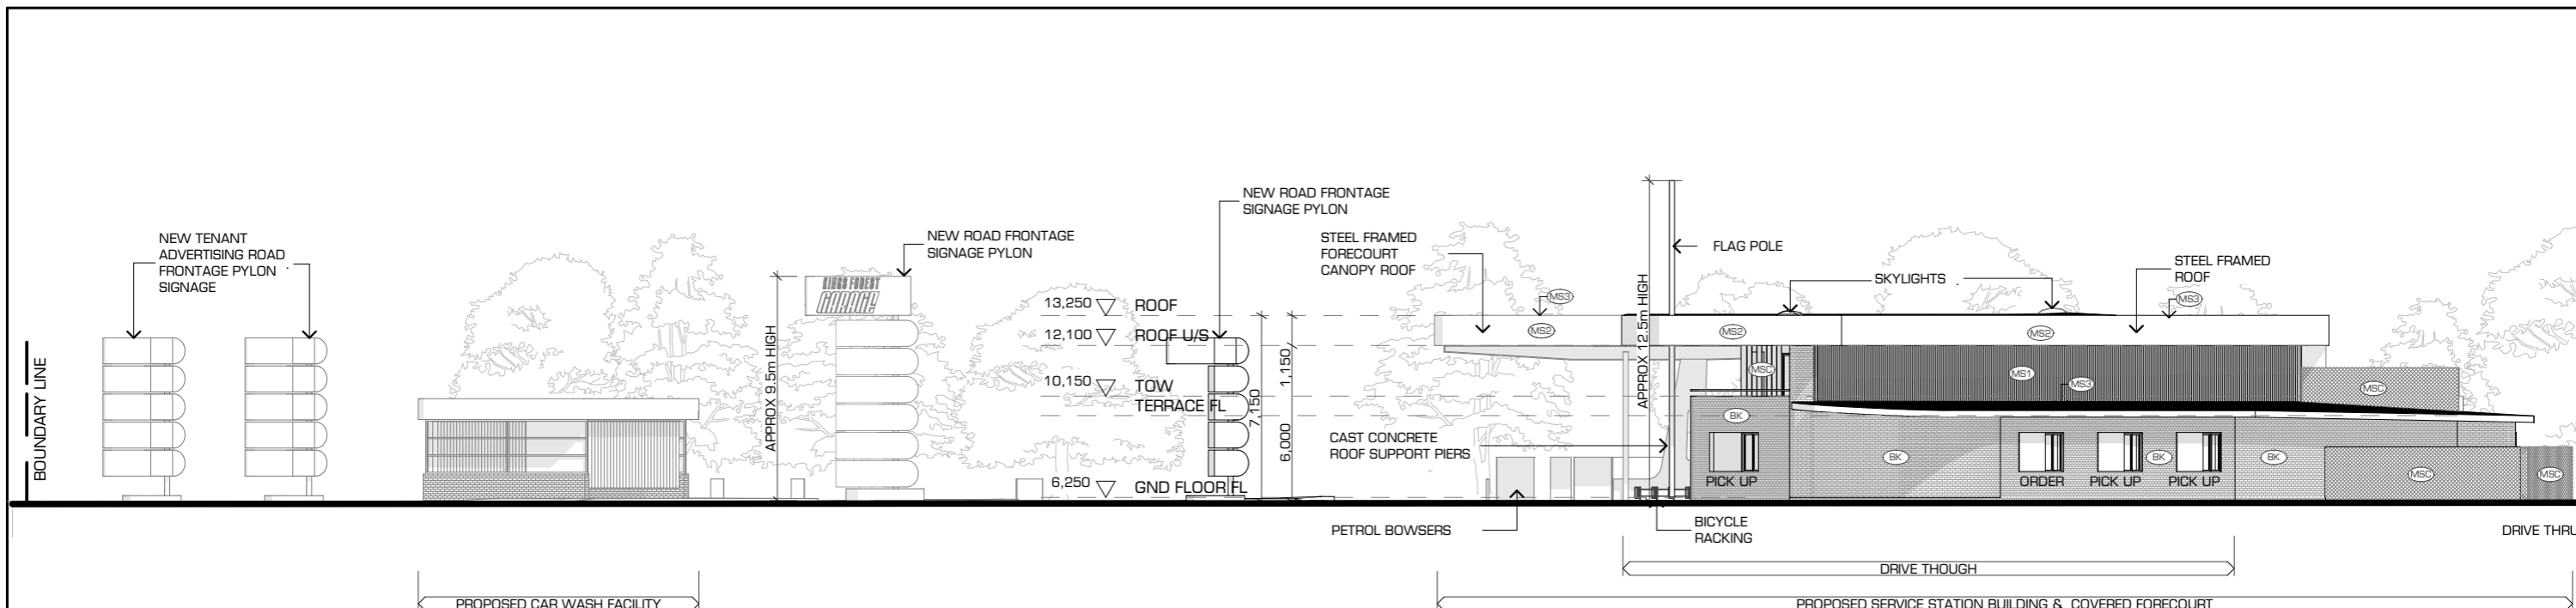 BOUNDARY LINE
NEW TENANT
ADVERTISING ROAD
FRONTAGE PYLON
SIGNAGE
APPROX 9.5m HIGH
KINGS FOREST
GARAGE
NEW ROAD FRONTAGE
SIGNAGE PYLON
13,250 ROOF
12,100 ROOF U/S
10,150 TOW
TERRACE FL
6,250 GND FLOOR FL
NEW ROAD FRONTAGE
SIGNAGE PYLON
7,150
1,150
6,000
STEEL FRAMED
FORECOURT
CANOPY ROOF
CAST CONCRETE
ROOF SUPPORT PIERS
PETROL BOWSERS
MS3
MS2
APPROX 12.5m HIGH
FLAG POLE
BICYCLE
RACKING
SKYLIGHTS
STEEL FRAMED
ROOF
MS3
MS2
MS2
MSC
MS1
MS3
MSC
BK
BK
BK
BK
MSC
MSC
PICK UP
ORDER
PICK UP
PICK UP
DRIVE THRU
DRIVE THOUGH
PROPOSED CAR WASH FACILITY
PROPOSED SERVICE STATION BUILDING & COVERED FORECOURT